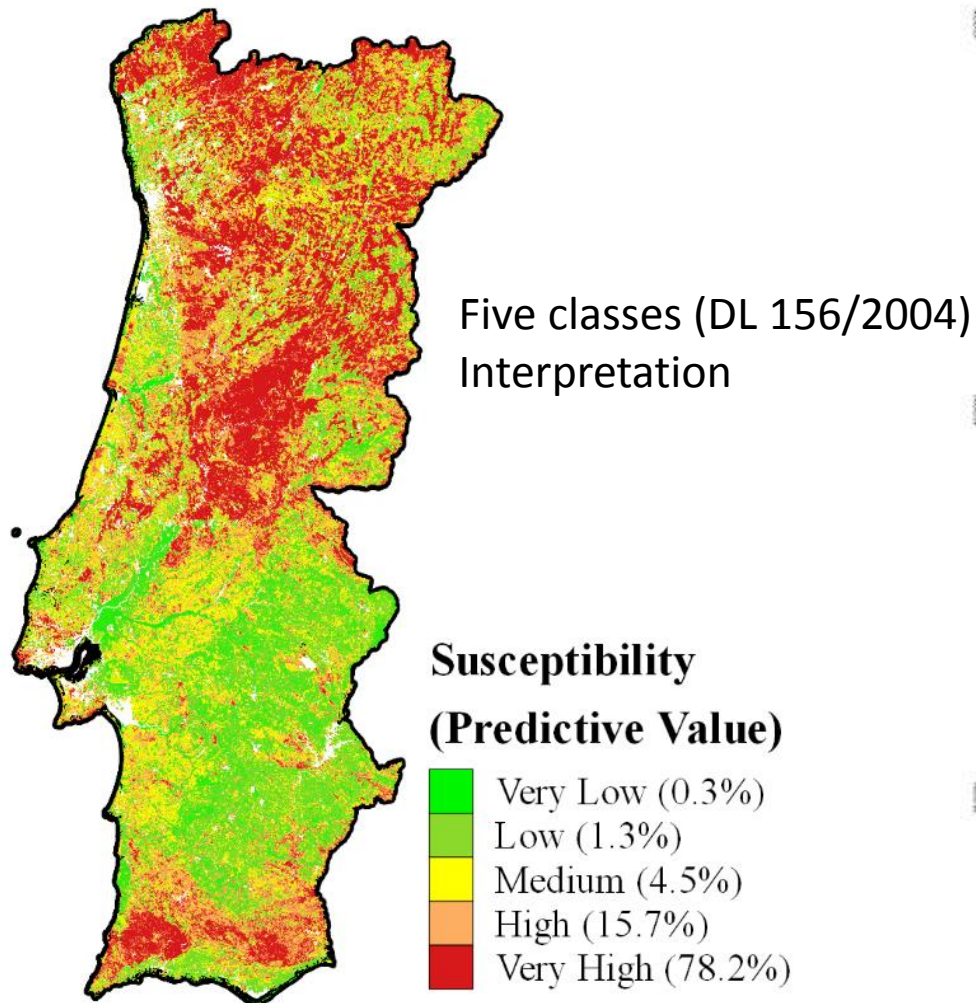 Five classes (DL 156/2004)
Interpretation
Susceptibility
(Predictive Value)
Very Low (0.3%)
Low (1.3%)
Medium (4.5%)
High (15.7%)
Very High (78.2%)